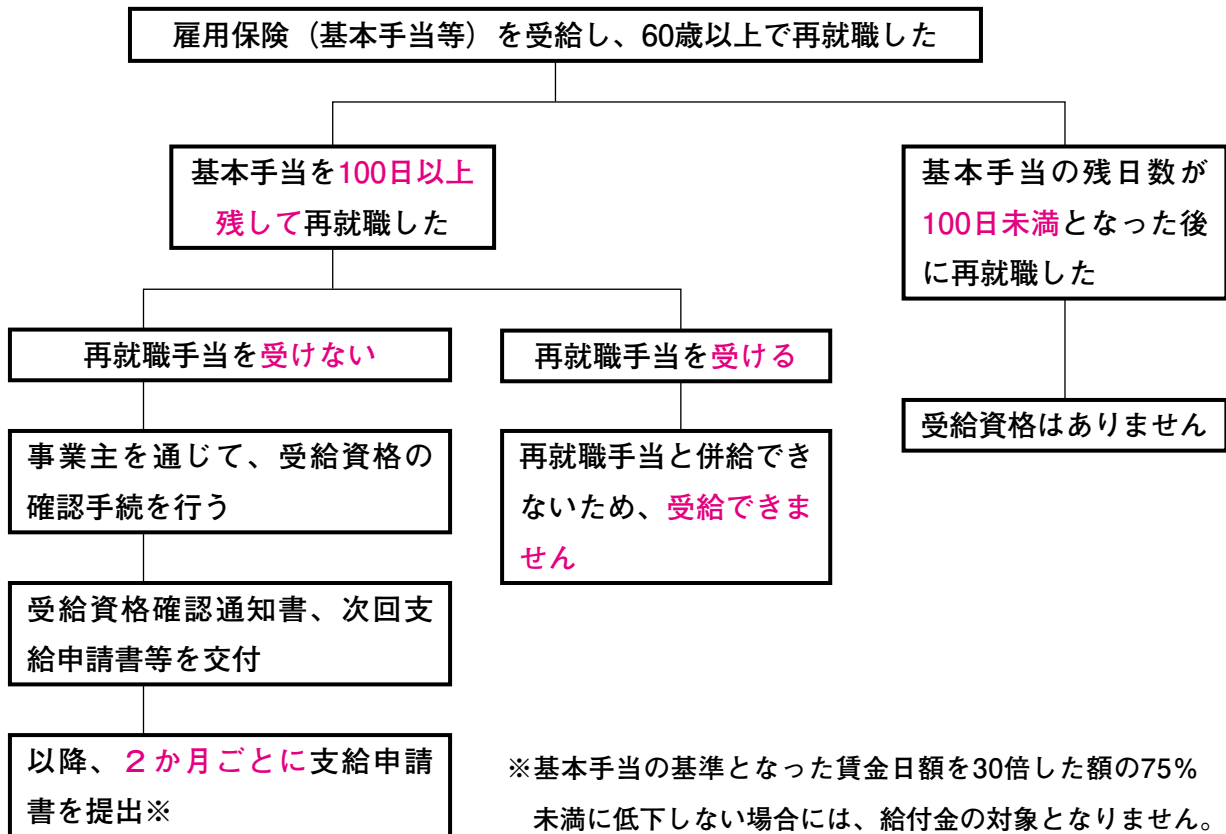 雇用保険（基本手当等）を受給し、60歳以上で再就職した
基本手当を100日以上
残して再就職した
基本手当の残日数が
100日未満となった後
に再就職した
再就職手当を受けない
再就職手当を受ける
受給資格はありません
事業主を通じて、受給資格の
確認手続を行う
再就職手当と併給でき
ないため、受給できま
せん
受給資格確認通知書、次回支
給申請書等を交付
以降、２か月ごとに支給申請
書を提出※
※基本手当の基準となった賃金日額を30倍した額の75%
未満に低下しない場合には、給付金の対象となりません。